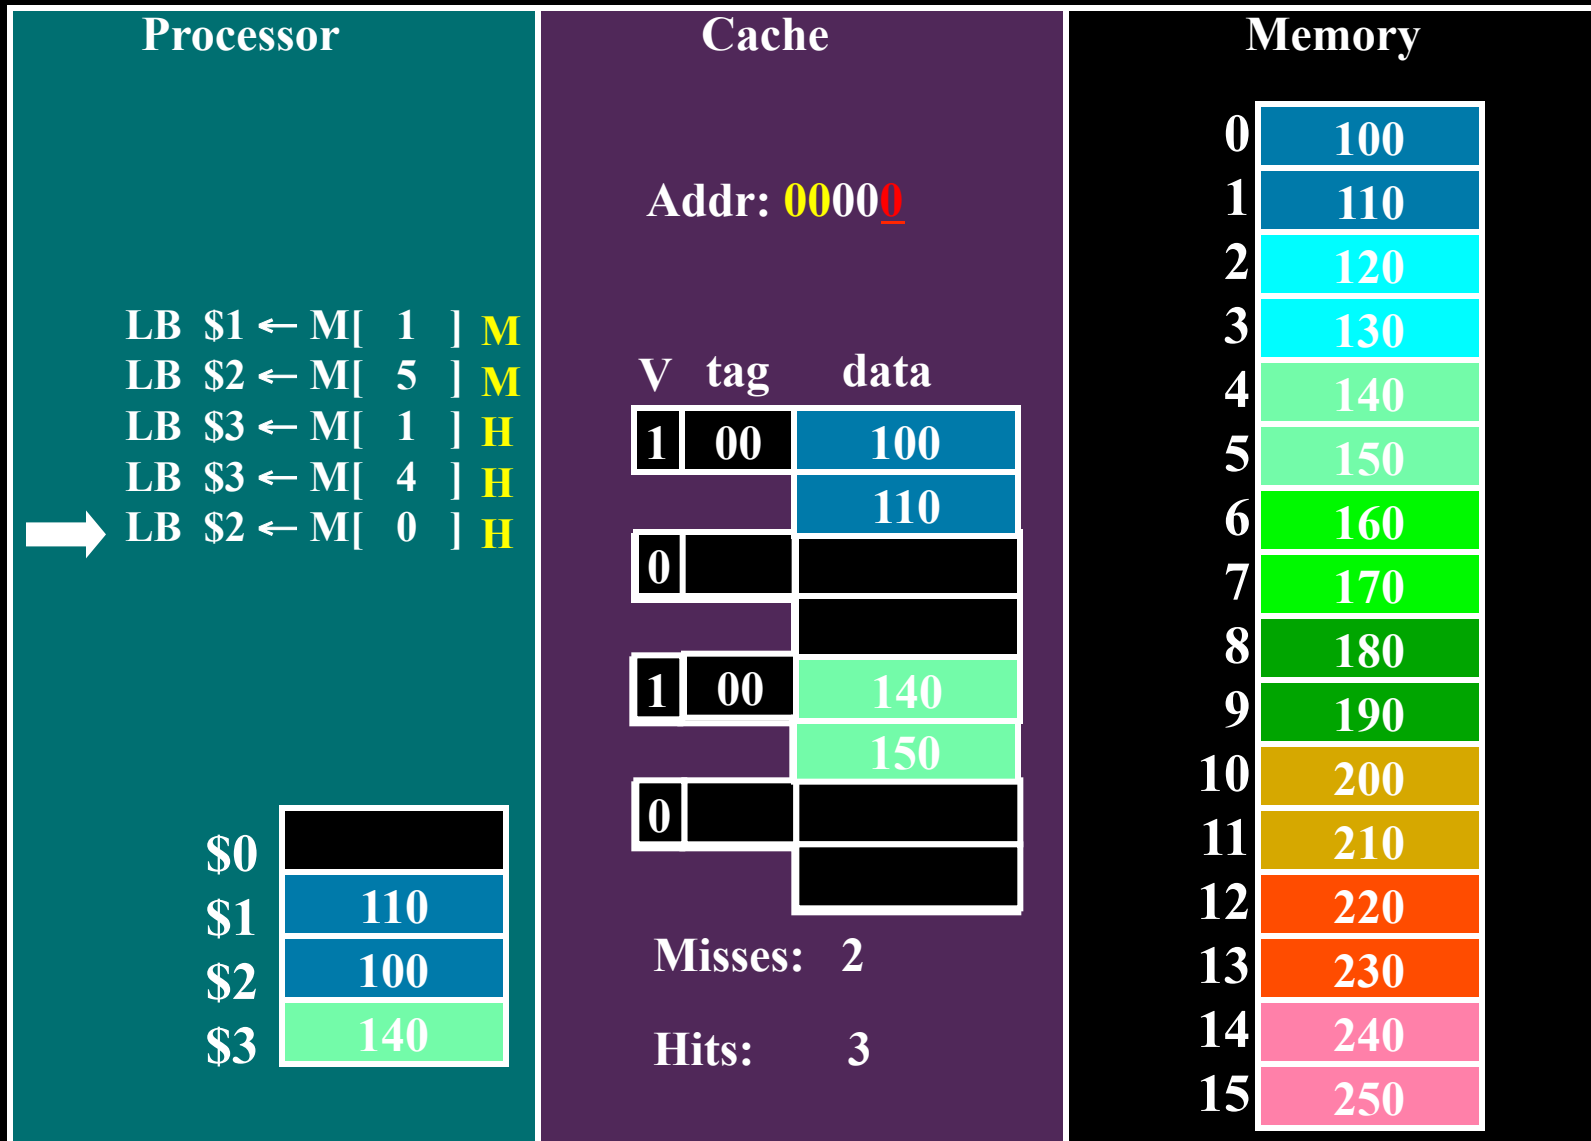 Processor
LB $1 ← M[ 1 ] M
LB $2 ← M[ 5 ] M
LB $3 ← M[ 1 ] H
LB $3 ← M[ 4 ] H
LB $2 ← M[ 0 ] H
$0
$1 110
$2 100
$3 140
Cache
Addr: 00000
V tag data
1 00 100
110
0
1 00 140
150
0
Misses: 2
Hits: 3
Memory
0 100
1 110
2 120
3 130
4 140
5 150
6 160
7 170
8 180
9 190
10 200
11 210
12 220
13 230
14 240
15 250